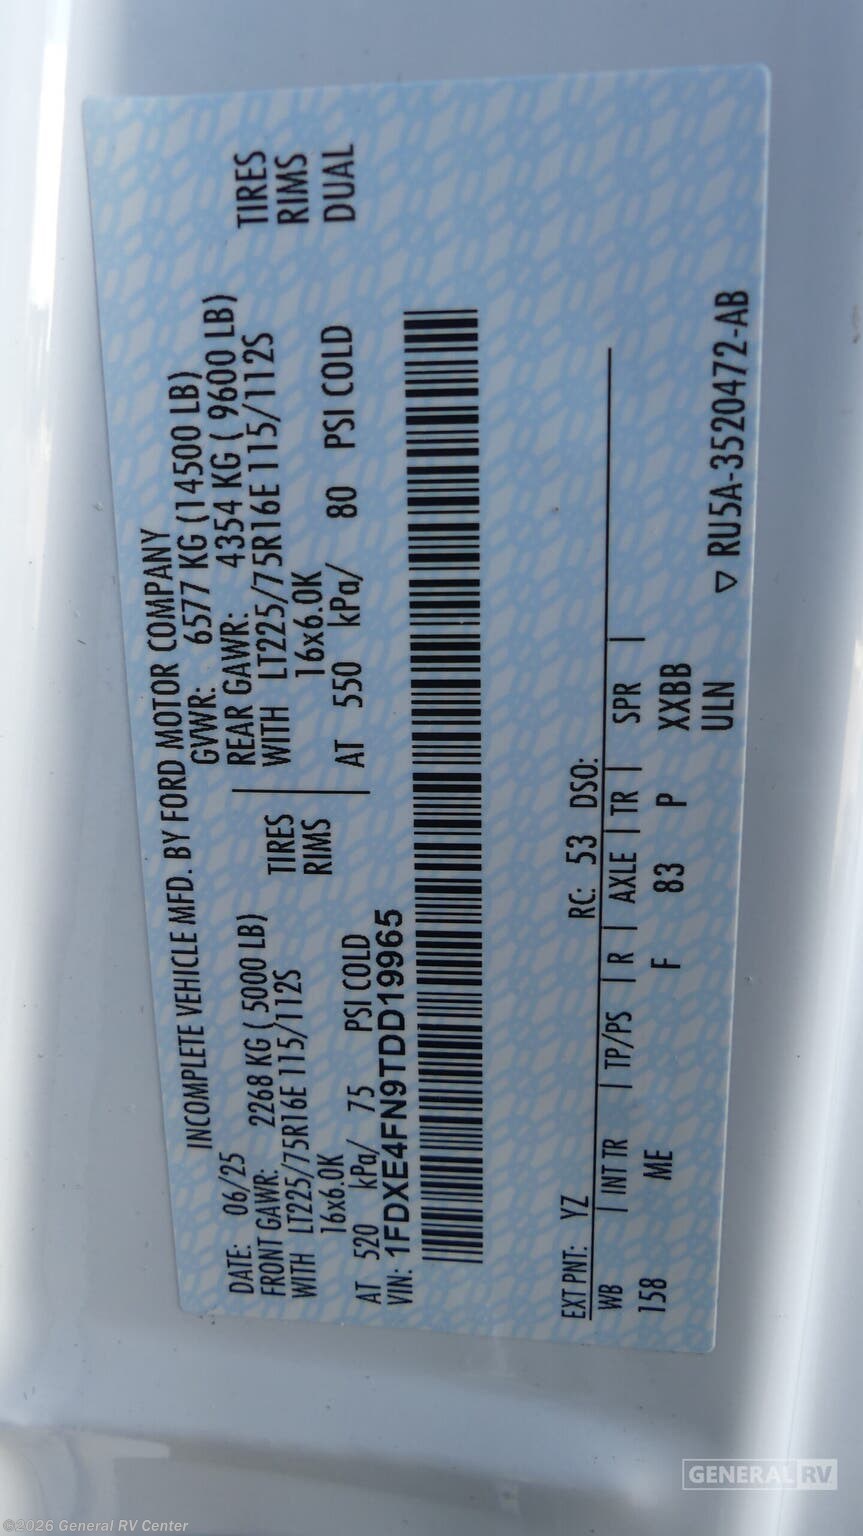 INCOMPLETE VEHICLE MFD. BY FORD MOTOR COMPANY
DATE: 06/25 GVWR: 6577 KG (14500 LB)
FRONT GAWR: 2268 KG ( 5000 LB) REAR GAWR: 4354 KG ( 9600 LB)
WITH LT225/75R16E 115/112S TIRES WITH LT225/75R16E 115/112S TIRES
16x6.0K RIMS 16x6.0K RIMS
AT 520 kPa/ 75 PSI COLD AT 550 kPa/ 80 PSI COLD DUAL
VIN: 1FDXE4FN9TDD19965
EXT PNT: YZ RC: 53 DSO:
WB | INT TR | TP/PS | R | AXLE | TR | SPR |
158 ME F 83 P XXBB
ULN
▽ RU5A-3520472-AB
GENERAL RV
©2026 General RV Center